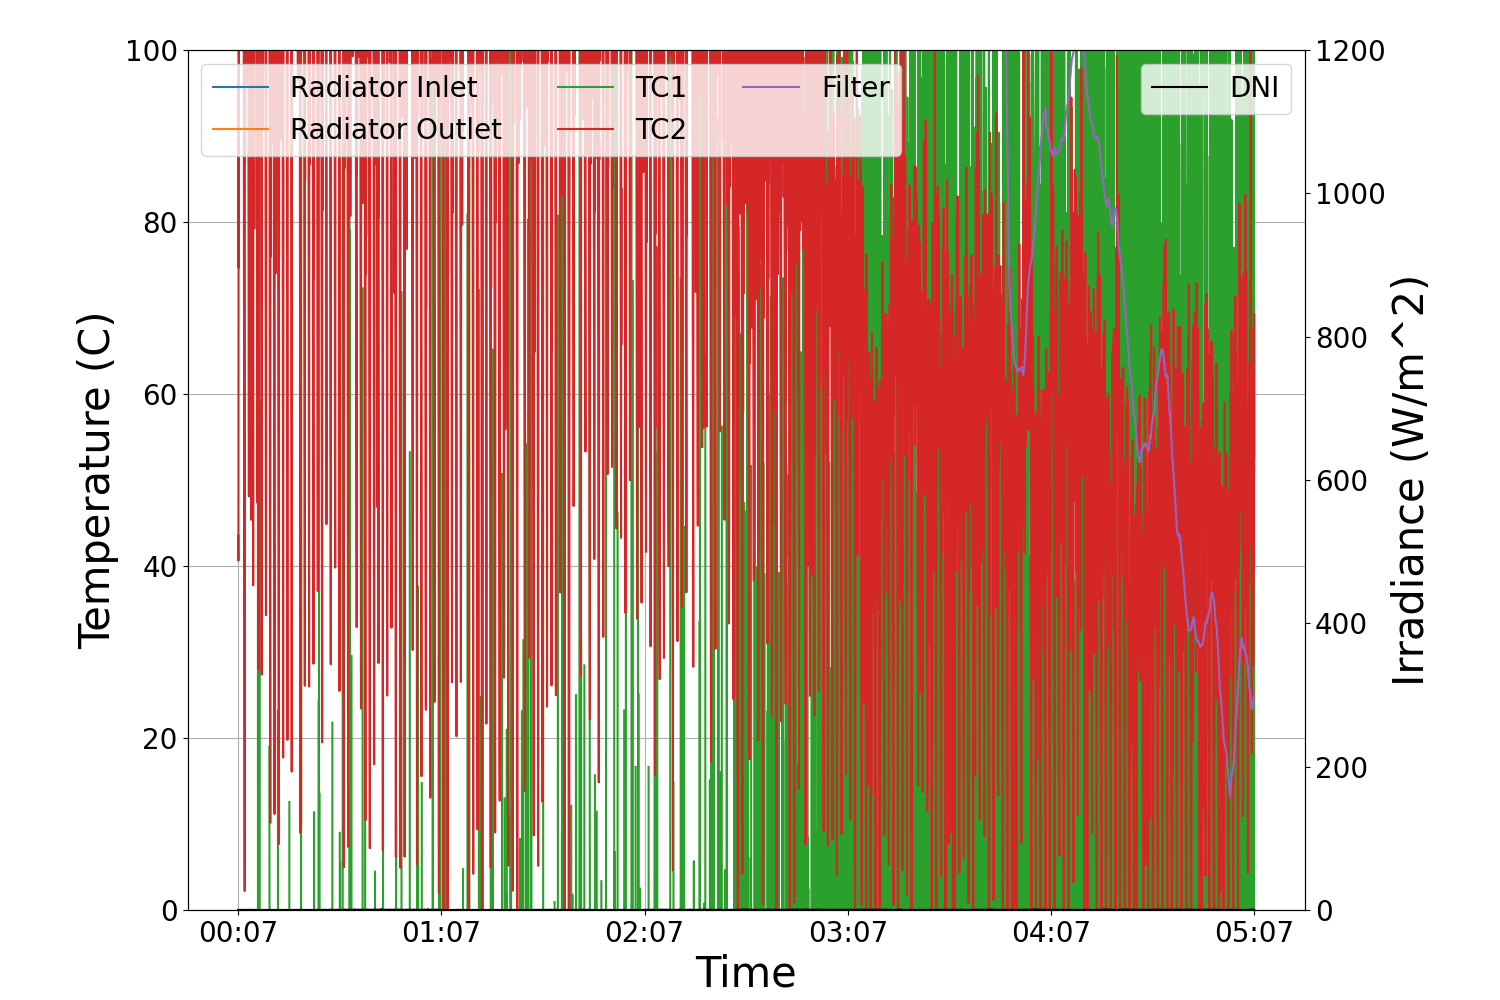 Radiator Inlet
Radiator Outlet
TC1
TC2
Filter
DNI
100
80
60
40
20
0
Temperature (C)
1200
1000
800
600
400
200
0
Irradiance (W/m^2)
00:07 01:07 02:07 03:07 04:07 05:07
Time